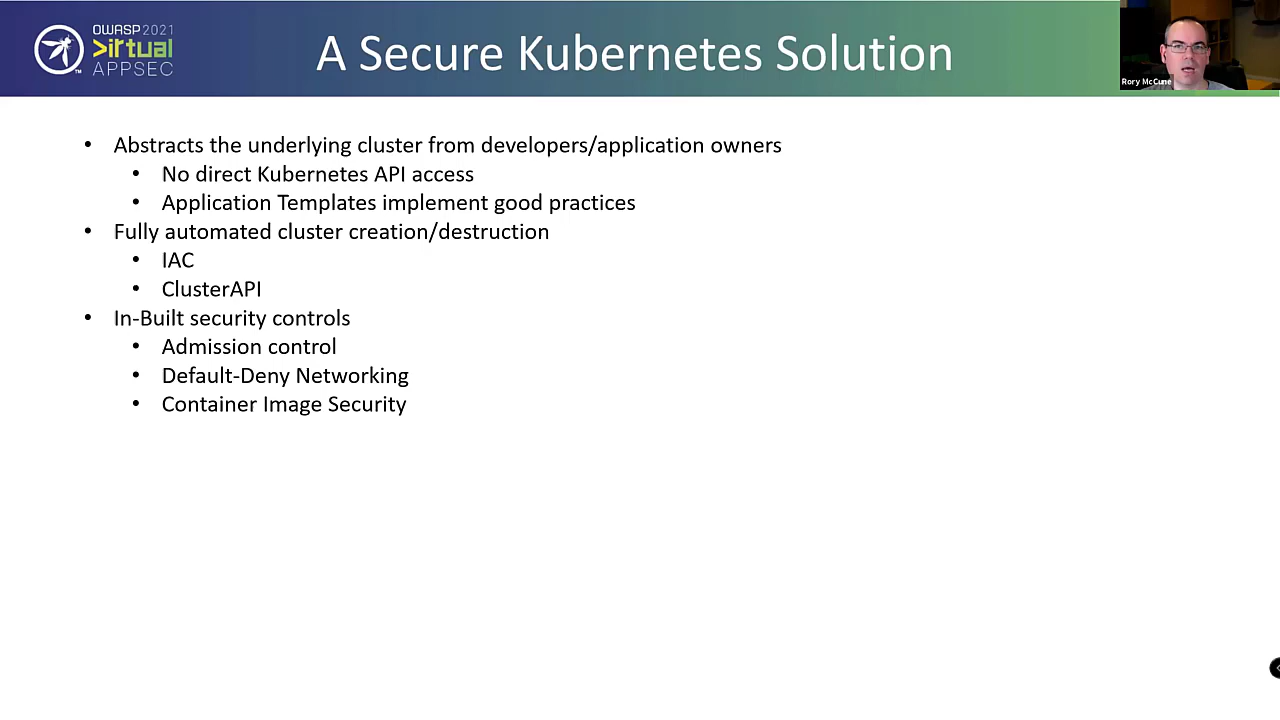 OWASP 2021
>irtual
APPSEC
TM
A Secure Kubernetes Solution
Rory McCune
• Abstracts the underlying cluster from developers/application owners
• No direct Kubernetes API access
• Application Templates implement good practices
• Fully automated cluster creation/destruction
• IAC
• ClusterAPI
• In-Built security controls
• Admission control
• Default-Deny Networking
• Container Image Security